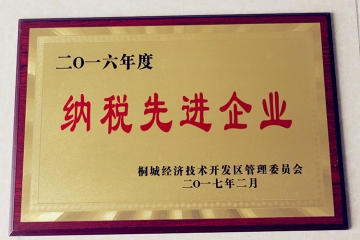 二〇一六年度
纳税先进企业
桐城经济技术开发区管理委员会
二〇一七年二月